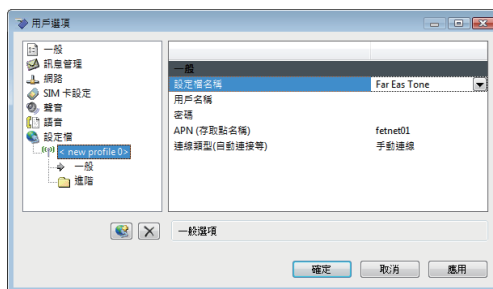 用戶選項
一般
訊息管理
網路
SIM 卡設定
聲音
語音
設定檔
< new profile 0>
一般
進階
一般
設定檔名稱 Far Eas Tone
用戶名稱
密碼
APN (存取點名稱) fetnet01
連線類型(自動連接等) 手動連線
一般選項
確定 取消 應用